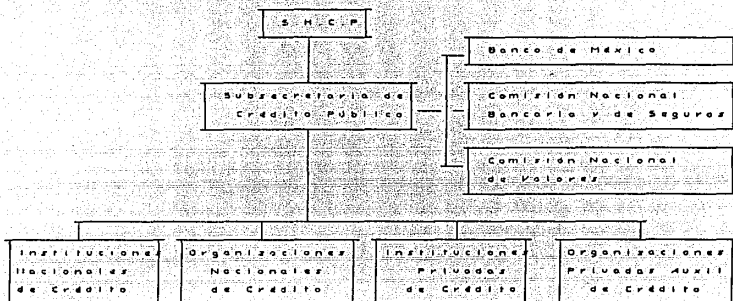 S.H.C.P.
Banco de México
Subsecretaría de
Crédito Público
Comisión Nacional
Bancaria y de Seguros
Comisión Nacional
de Valores
Instituciones
Nacionales
de Crédito
Organizaciones
Nacionales
de Crédito
Instituciones
Privadas
de Crédito
Organizaciones
Privadas Auxil
de Crédito